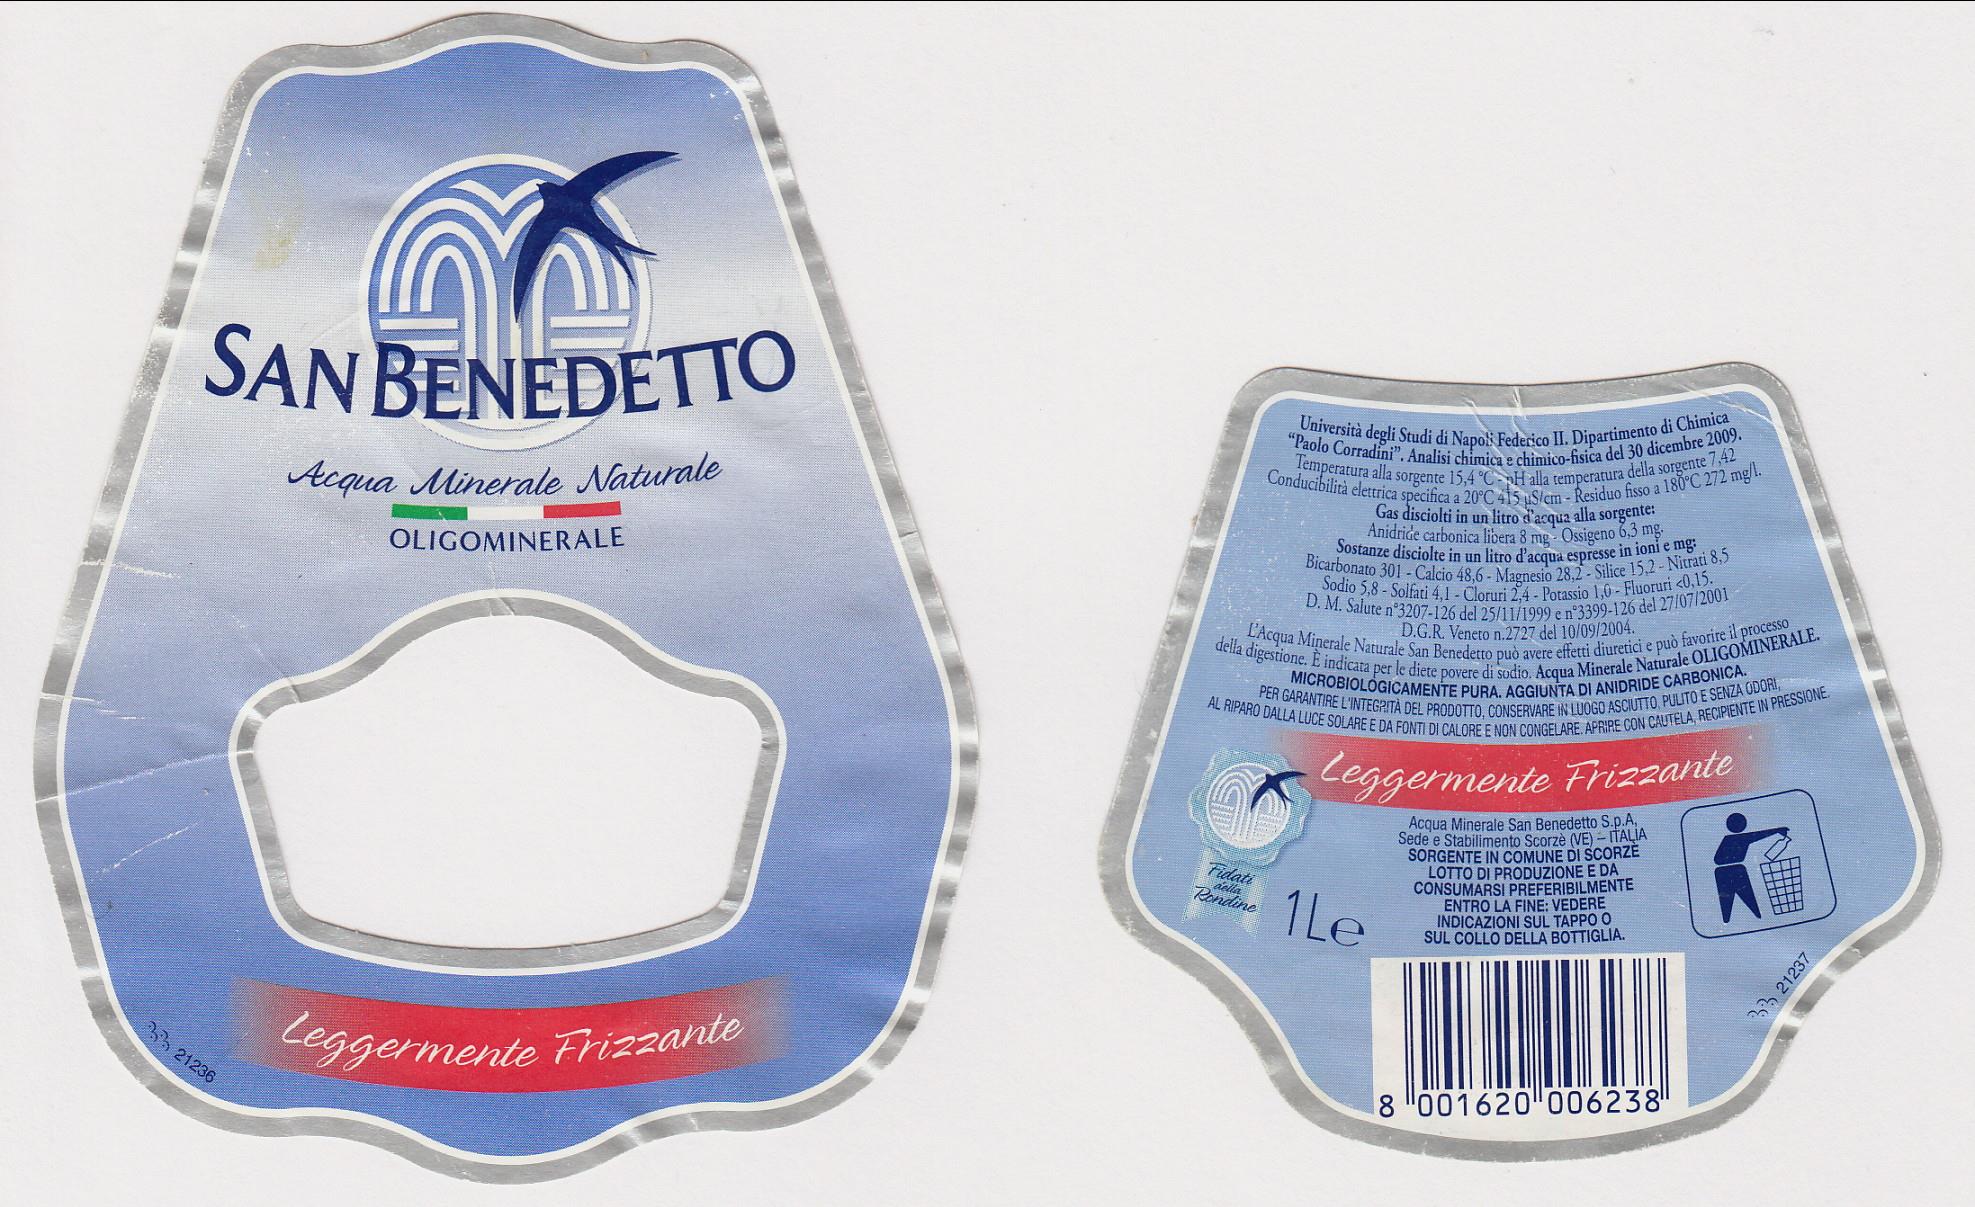 SAN BENEDETTO
Acqua Minerale Naturale
OLIGOMINERALE
Leggermente Frizzante
21236
Università degli Studi di Napoli Federico II. Dipartimento di Chimica
“Paolo Corradini”. Analisi chimica e chimico-fisica del 30 dicembre 2009.
Temperatura alla sorgente 15,4 °C - pH alla temperatura della sorgente 7,42
Conducibilità elettrica specifica a 20°C 415 µS/cm - Residuo fisso a 180°C 272 mg/l.
Gas disciolti in un litro d'acqua alla sorgente:
Anidride carbonica libera 8 mg - Ossigeno 6,3 mg.
Sostanze disciolte in un litro d'acqua espresse in ioni e mg:
Bicarbonato 301 - Calcio 48,6 - Magnesio 28,2 - Silice 15,2 - Nitrati 8,5
Sodio 5,8 - Solfati 4,1 - Cloruri 2,4 - Potassio 1,0 - Fluoruri <0,15.
D. M. Salute n°3207-126 del 25/11/1999 e n°3399-126 del 27/07/2001
D.G.R. Veneto n.2727 del 10/09/2004.
L'Acqua Minerale Naturale San Benedetto può avere effetti diuretici e può favorire il processo
della digestione. È indicata per le diete povere di sodio. Acqua Minerale Naturale OLIGOMINERALE.
MICROBIOLOGICAMENTE PURA. AGGIUNTA DI ANIDRIDE CARBONICA.
PER GARANTIRE L'INTEGRITÀ DEL PRODOTTO, CONSERVARE IN LUOGO ASCIUTTO, PULITO E SENZA ODORI,
AL RIPARO DALLA LUCE SOLARE E DA FONTI DI CALORE E NON CONGELARE. APRIRE CON CAUTELA, RECIPIENTE IN PRESSIONE.
Leggermente Frizzante
Fidati
della
Rondine
1 L e
Acqua Minerale San Benedetto S.p.A,
Sede e Stabilimento Scorzè (VE) – ITALIA
SORGENTE IN COMUNE DI SCORZÈ
LOTTO DI PRODUZIONE E DA
CONSUMARSI PREFERIBILMENTE
ENTRO LA FINE: VEDERE
INDICAZIONI SUL TAPPO O
SUL COLLO DELLA BOTTIGLIA.
21237
8 001620 006238